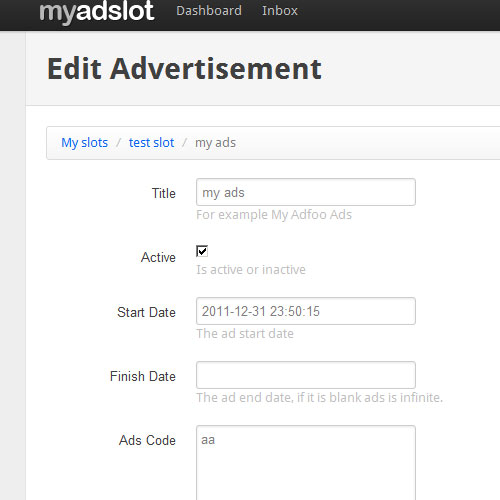 myadslot Dashboard Inbox
Edit Advertisement
My slots / test slot / my ads
Title my ads
For example My Adfoo Ads
Active
Is active or inactive
Start Date 2011-12-31 23:50:15
The ad start date
Finish Date
The ad end date, if it is blank ads is infinite.
Ads Code aa